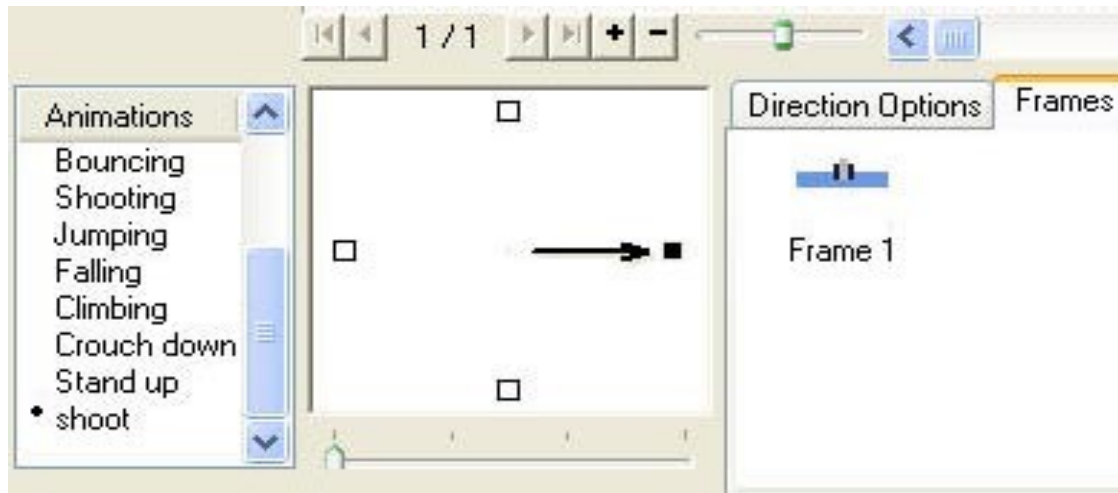 1 / 1
Animations
Bouncing
Shooting
Jumping
Falling
Climbing
Crouch down
Stand up
shoot
Direction Options
Frames
Frame 1